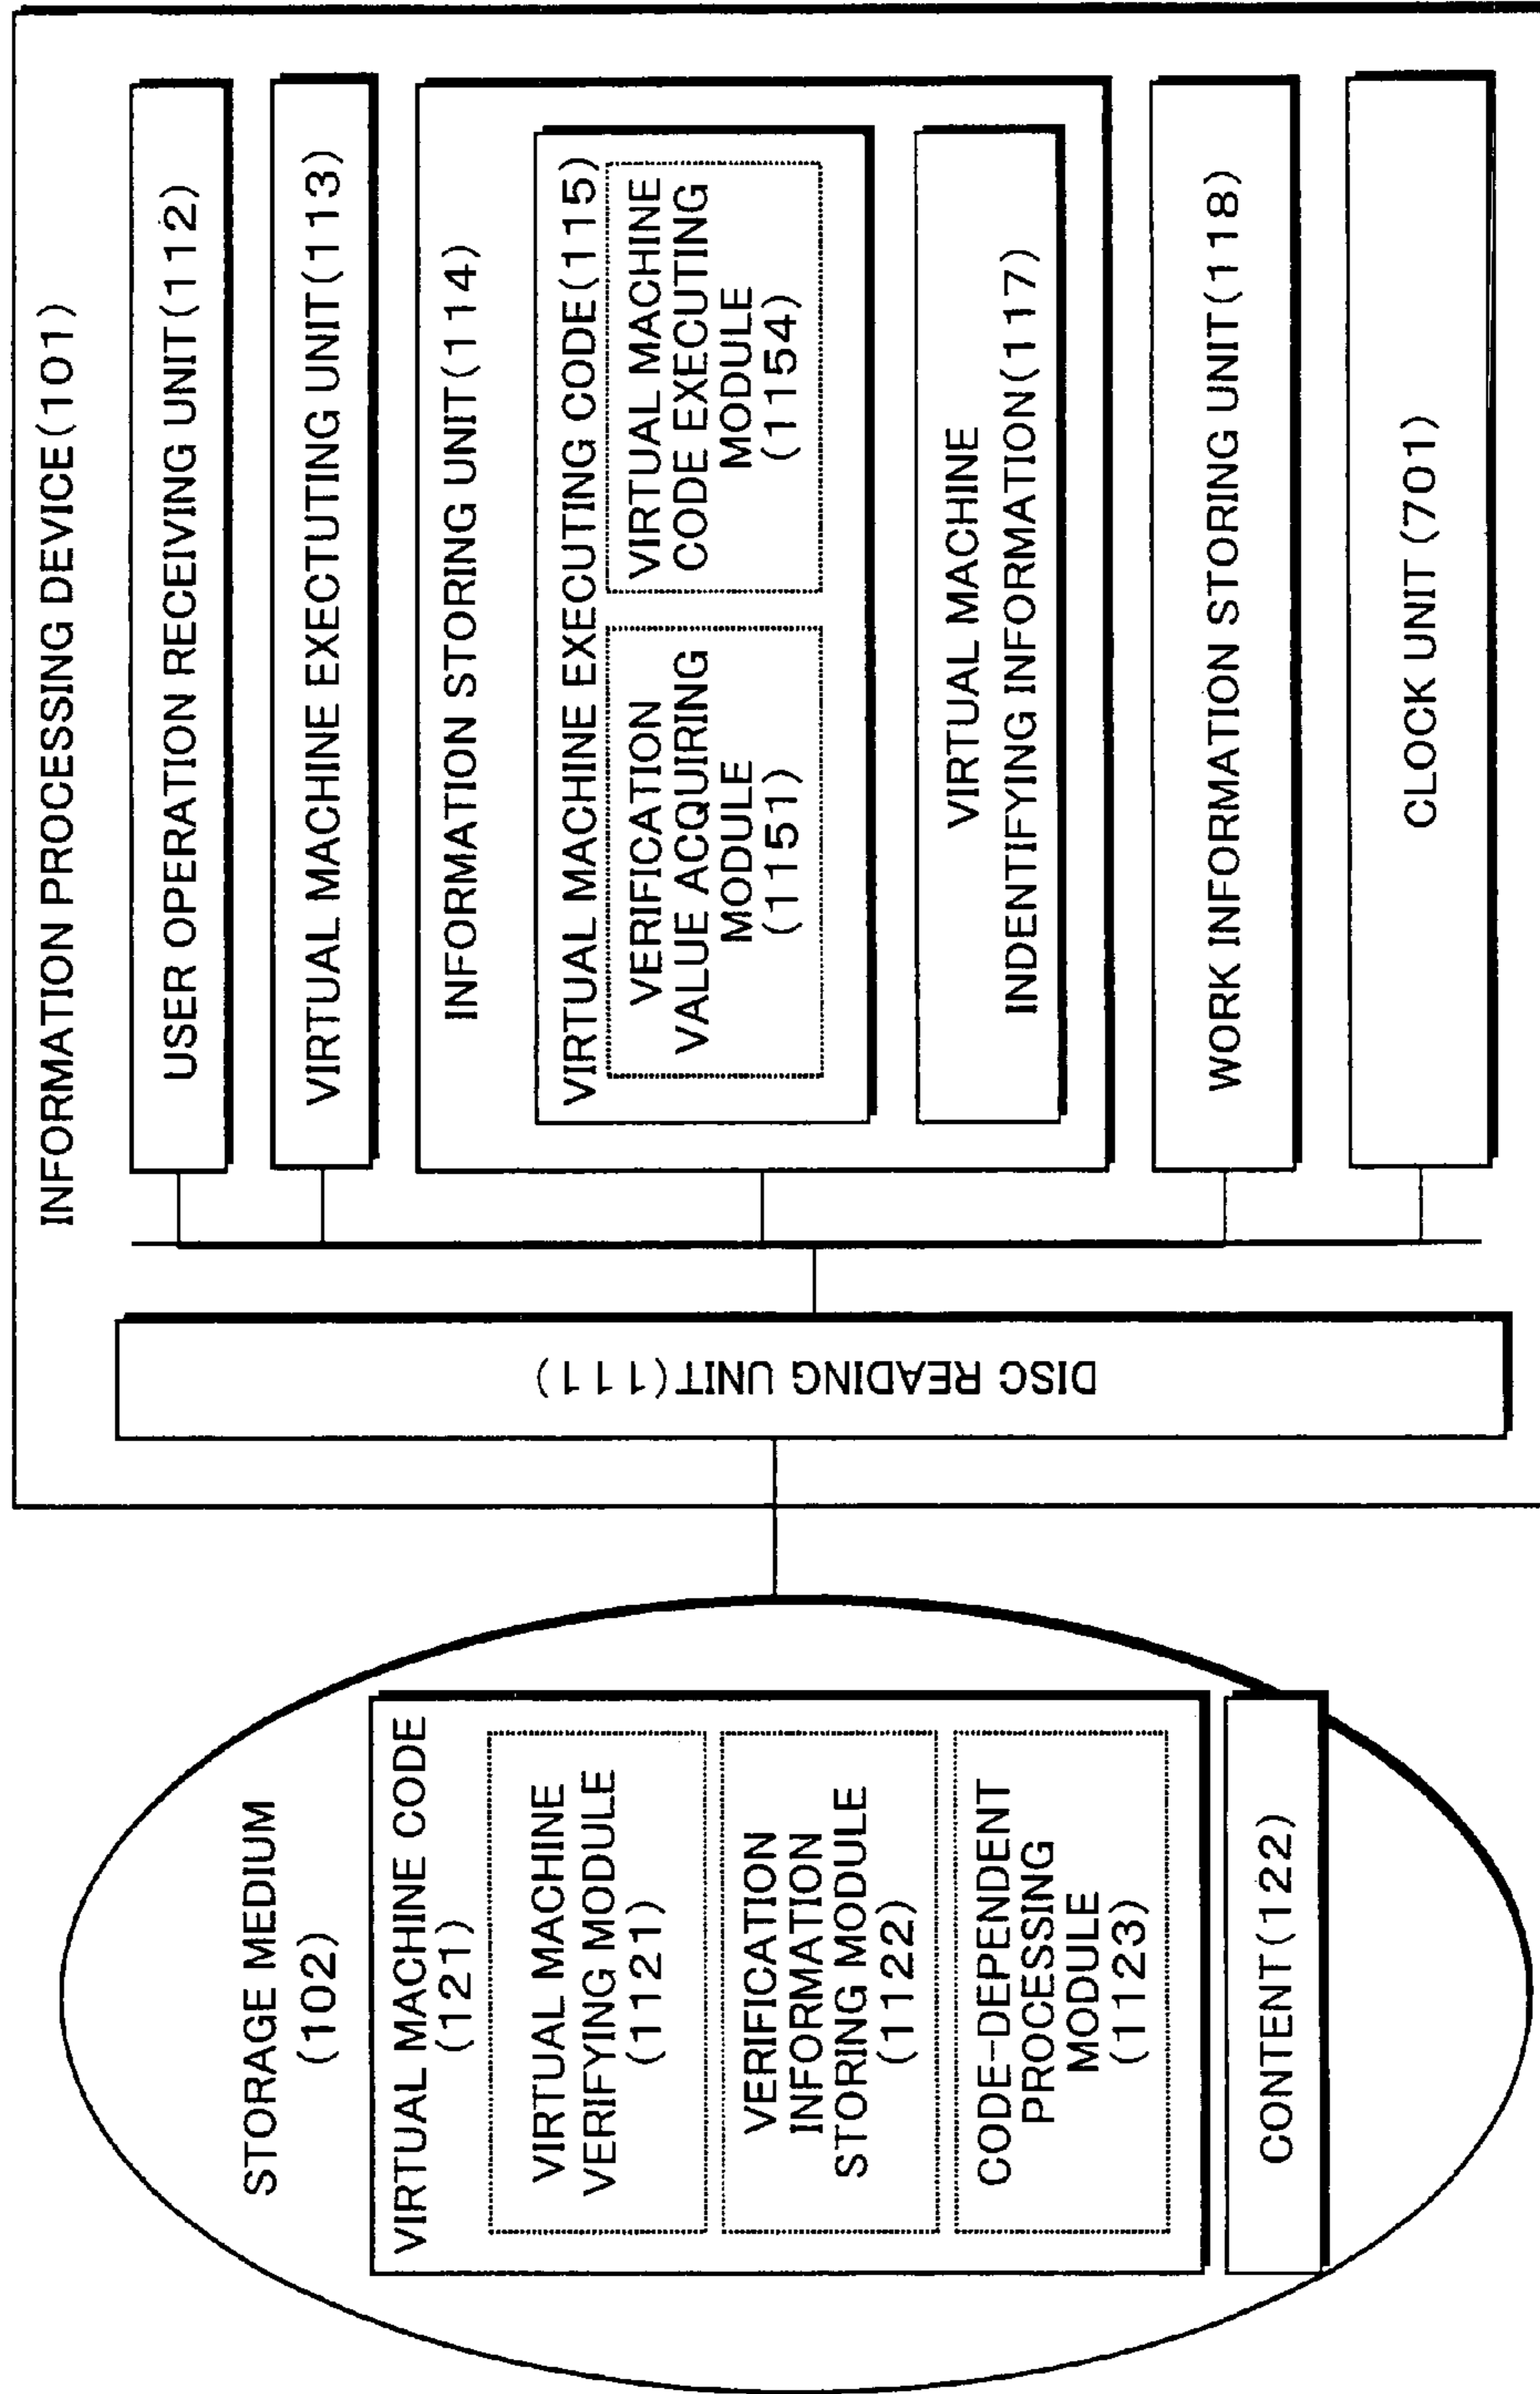 STORAGE MEDIUM
(102)
VIRTUAL MACHINE CODE
(121)
VIRTUAL MACHINE
VERIFYING MODULE
(1121)
VERIFICATION
INFORMATION
STORING MODULE
(1122)
CODE-DEPENDENT
PROCESSING
MODULE
(1123)
CONTENT(122)
INFORMATION PROCESSING DEVICE(101)
DISC READING UNIT(111)
USER OPERATION RECEIVING UNIT(112)
VIRTUAL MACHINE EXECTUTING UNIT(113)
INFORMATION STORING UNIT(114)
VIRTUAL MACHINE EXECUTING CODE(115)
VERIFICATION
VALUE ACQUIRING
MODULE
(1151)
VIRTUAL MACHINE
CODE EXECUTING
MODULE
(1154)
VIRTUAL MACHINE
INDENTIFYING INFORMATION(117)
WORK INFORMATION STORING UNIT(118)
CLOCK UNIT (701)